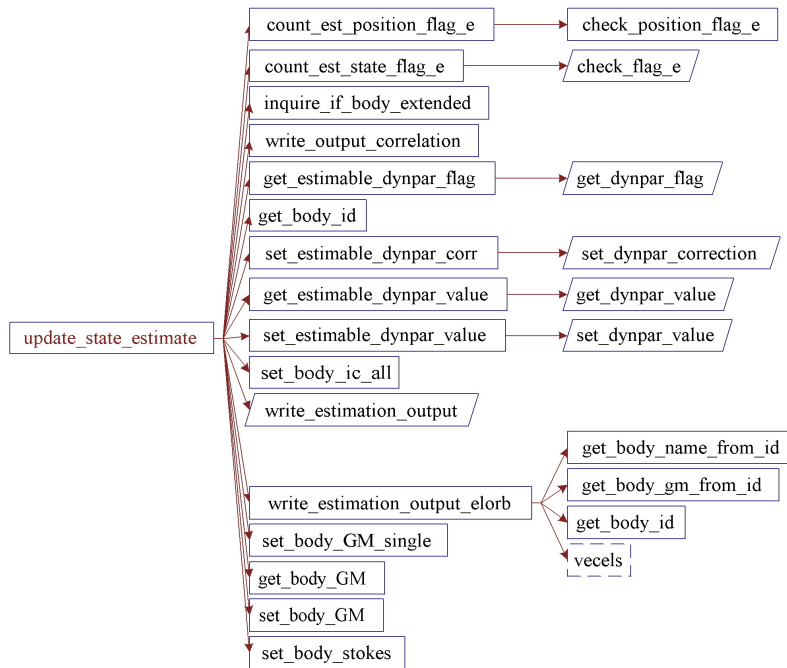 count_est_position_flag_e
check_position_flag_e
count_est_state_flag_e
check_flag_e
inquire_if_body_extended
write_output_correlation
get_estimable_dynpar_flag
get_dynpar_flag
get_body_id
set_estimable_dynpar_corr
set_dynpar_correction
get_estimable_dynpar_value
get_dynpar_value
update_state_estimate
set_estimable_dynpar_value
set_dynpar_value
set_body_ic_all
write_estimation_output
get_body_name_from_id
get_body_gm_from_id
write_estimation_output_elorb
get_body_id
set_body_GM_single
vecels
get_body_GM
set_body_GM
set_body_stokes